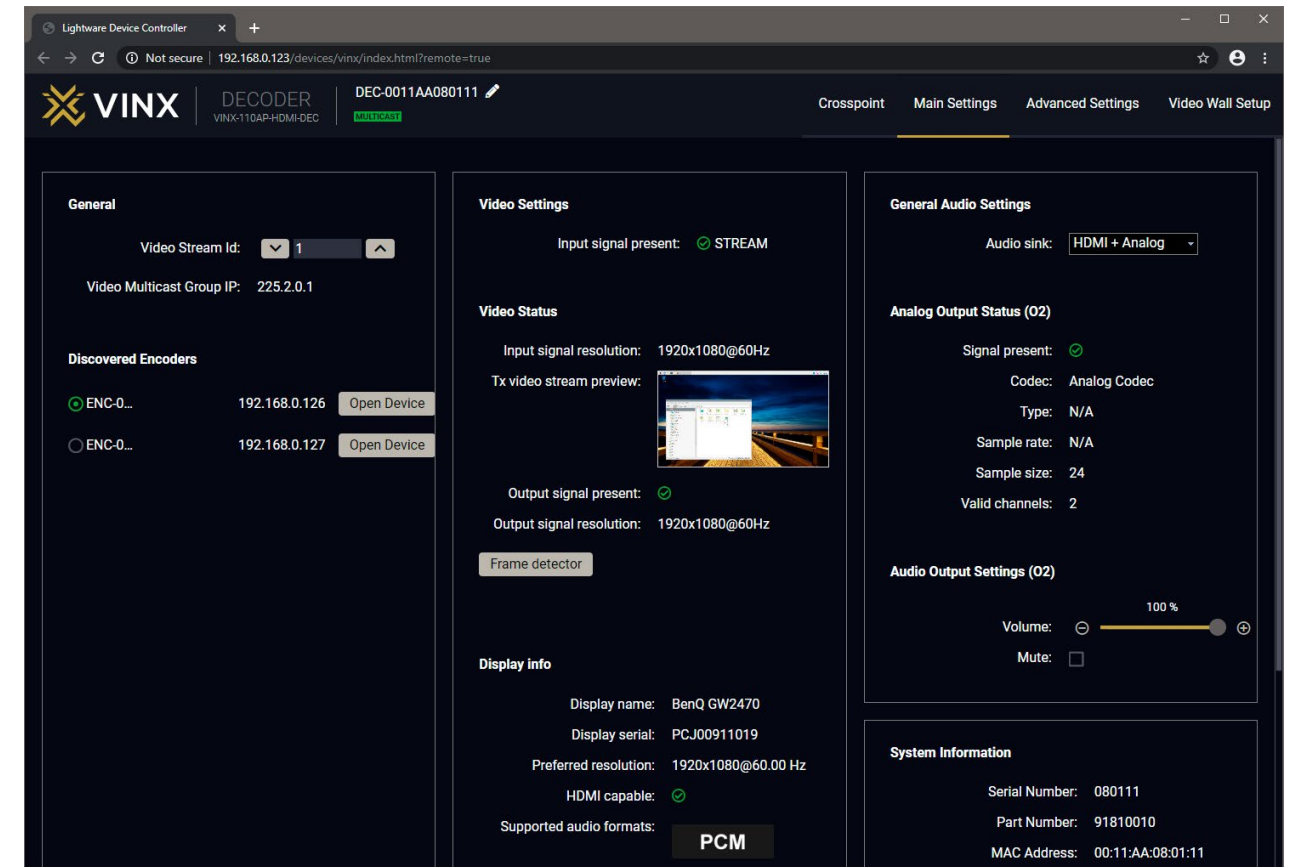 Lightware Device Controller
Not secure | 192.168.0.123/devices/vinx/index.html?remote=true
VINX
DECODER
VINX-110AP-HDMI-DEC
DEC-0011AA080111
MULTICAST
Crosspoint Main Settings Advanced Settings Video Wall Setup
General
Video Stream Id: 1
Video Multicast Group IP: 225.2.0.1
Discovered Encoders
ENC-0... 192.168.0.126 Open Device
ENC-0... 192.168.0.127 Open Device
Video Settings
Input signal present: STREAM
Video Status
Input signal resolution: 1920x1080@60Hz
Tx video stream preview:
Output signal present:
Output signal resolution: 1920x1080@60Hz
Frame detector
Display info
Display name: BenQ GW2470
Display serial: PCJ00911019
Preferred resolution: 1920x1080@60.00 Hz
HDMI capable:
Supported audio formats: PCM
General Audio Settings
Audio sink: HDMI + Analog
Analog Output Status (O2)
Signal present:
Codec: Analog Codec
Type: N/A
Sample rate: N/A
Sample size: 24
Valid channels: 2
Audio Output Settings (O2)
100 %
Volume:
Mute:
System Information
Serial Number: 080111
Part Number: 91810010
MAC Address: 00:11:AA:08:01:11